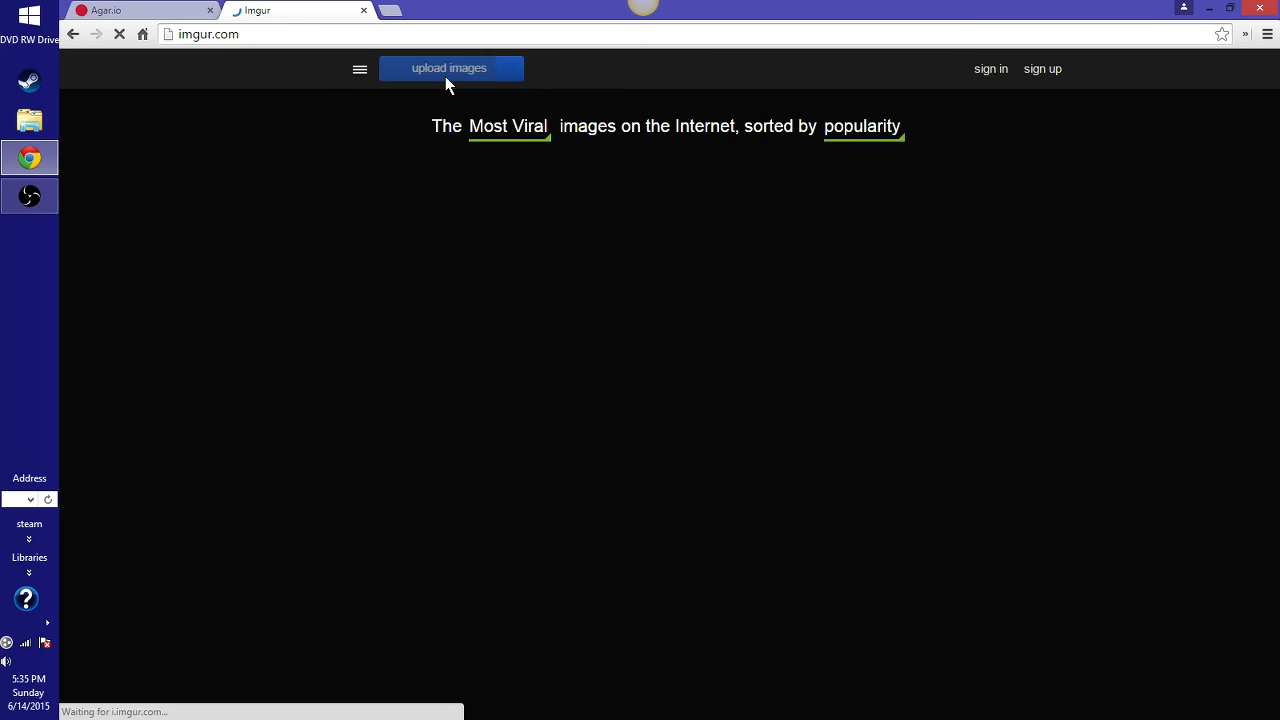 DVD RW Drive
Agar.io
Imgur
imgur.com
upload images
sign in
sign up
The Most Viral images on the Internet, sorted by popularity
Address
steam
Libraries
5:35 PM
Sunday
6/14/2015
Waiting for i.imgur.com...